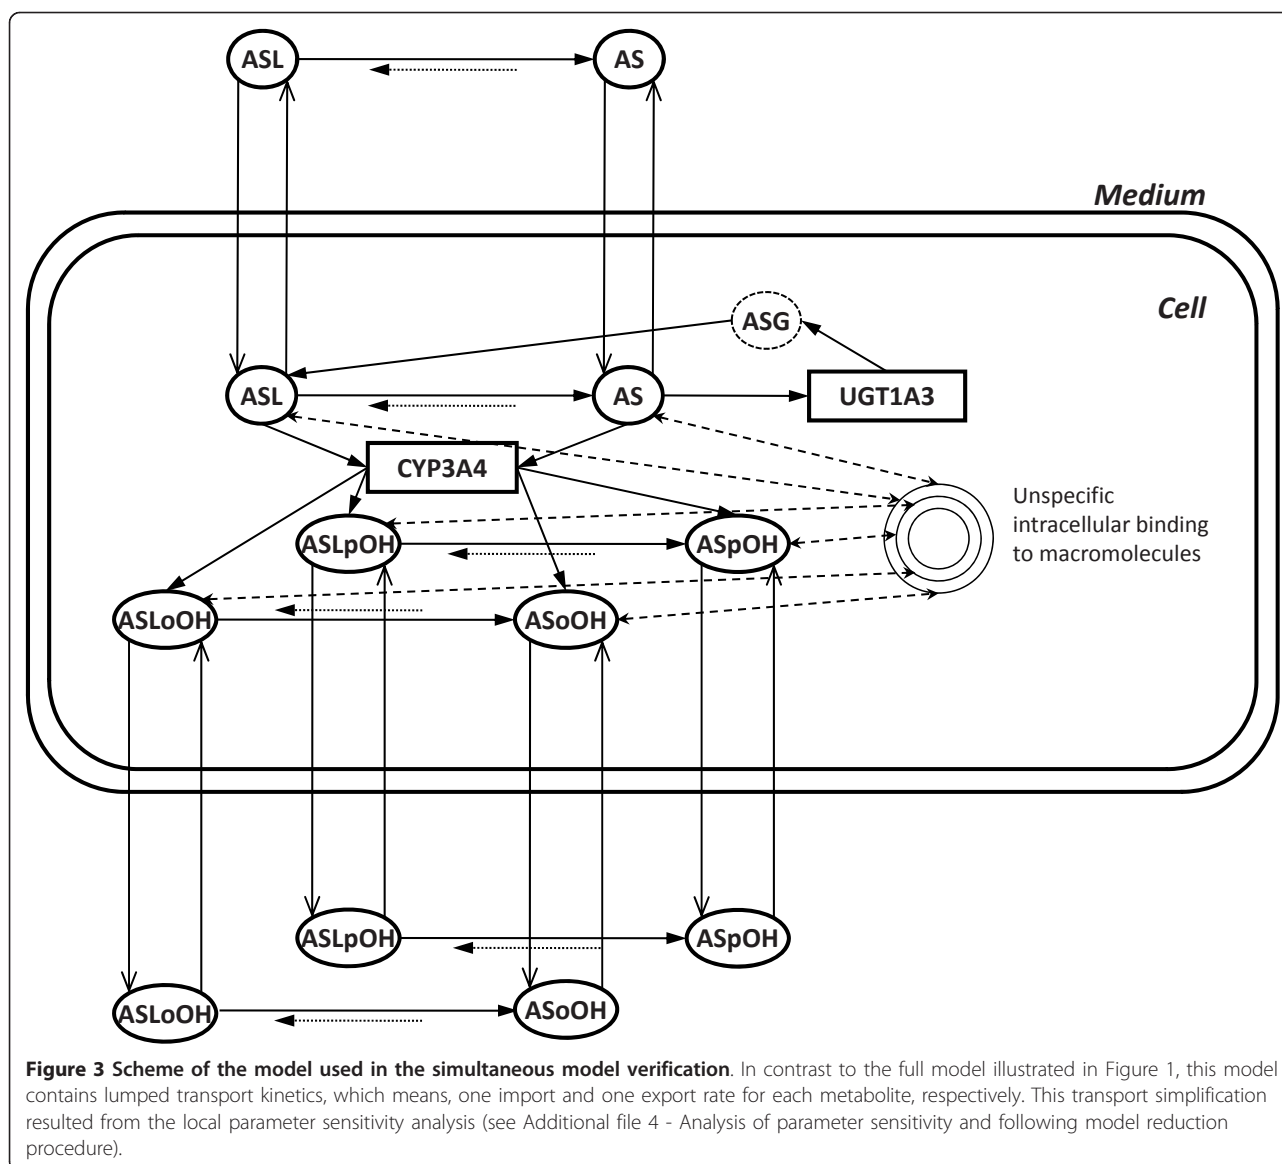 ASL
AS
Medium
Cell
ASG
ASL
AS
UGT1A3
CYP3A4
Unspecific
intracellular binding
to macromolecules
ASLpOH
ASpOH
ASLoOH
ASoOH
ASLpOH
ASpOH
ASLoOH
ASoOH
Figure 3 Scheme of the model used in the simultaneous model verification. In contrast to the full model illustrated in Figure 1, this model
contains lumped transport kinetics, which means, one import and one export rate for each metabolite, respectively. This transport simplification
resulted from the local parameter sensitivity analysis (see Additional file 4 - Analysis of parameter sensitivity and following model reduction
procedure).